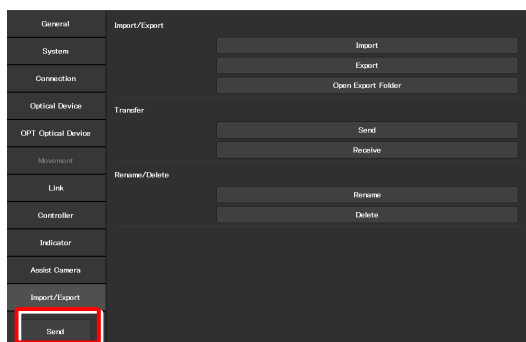 General
System
Connection
Optical Device
OPT Optical Device
Movement
Link
Controller
Indicator
Assist Camera
Import/Export
Send
Import/Export
Import
Export
Open Export Folder
Transfer
Send
Receive
Rename/Delete
Rename
Delete